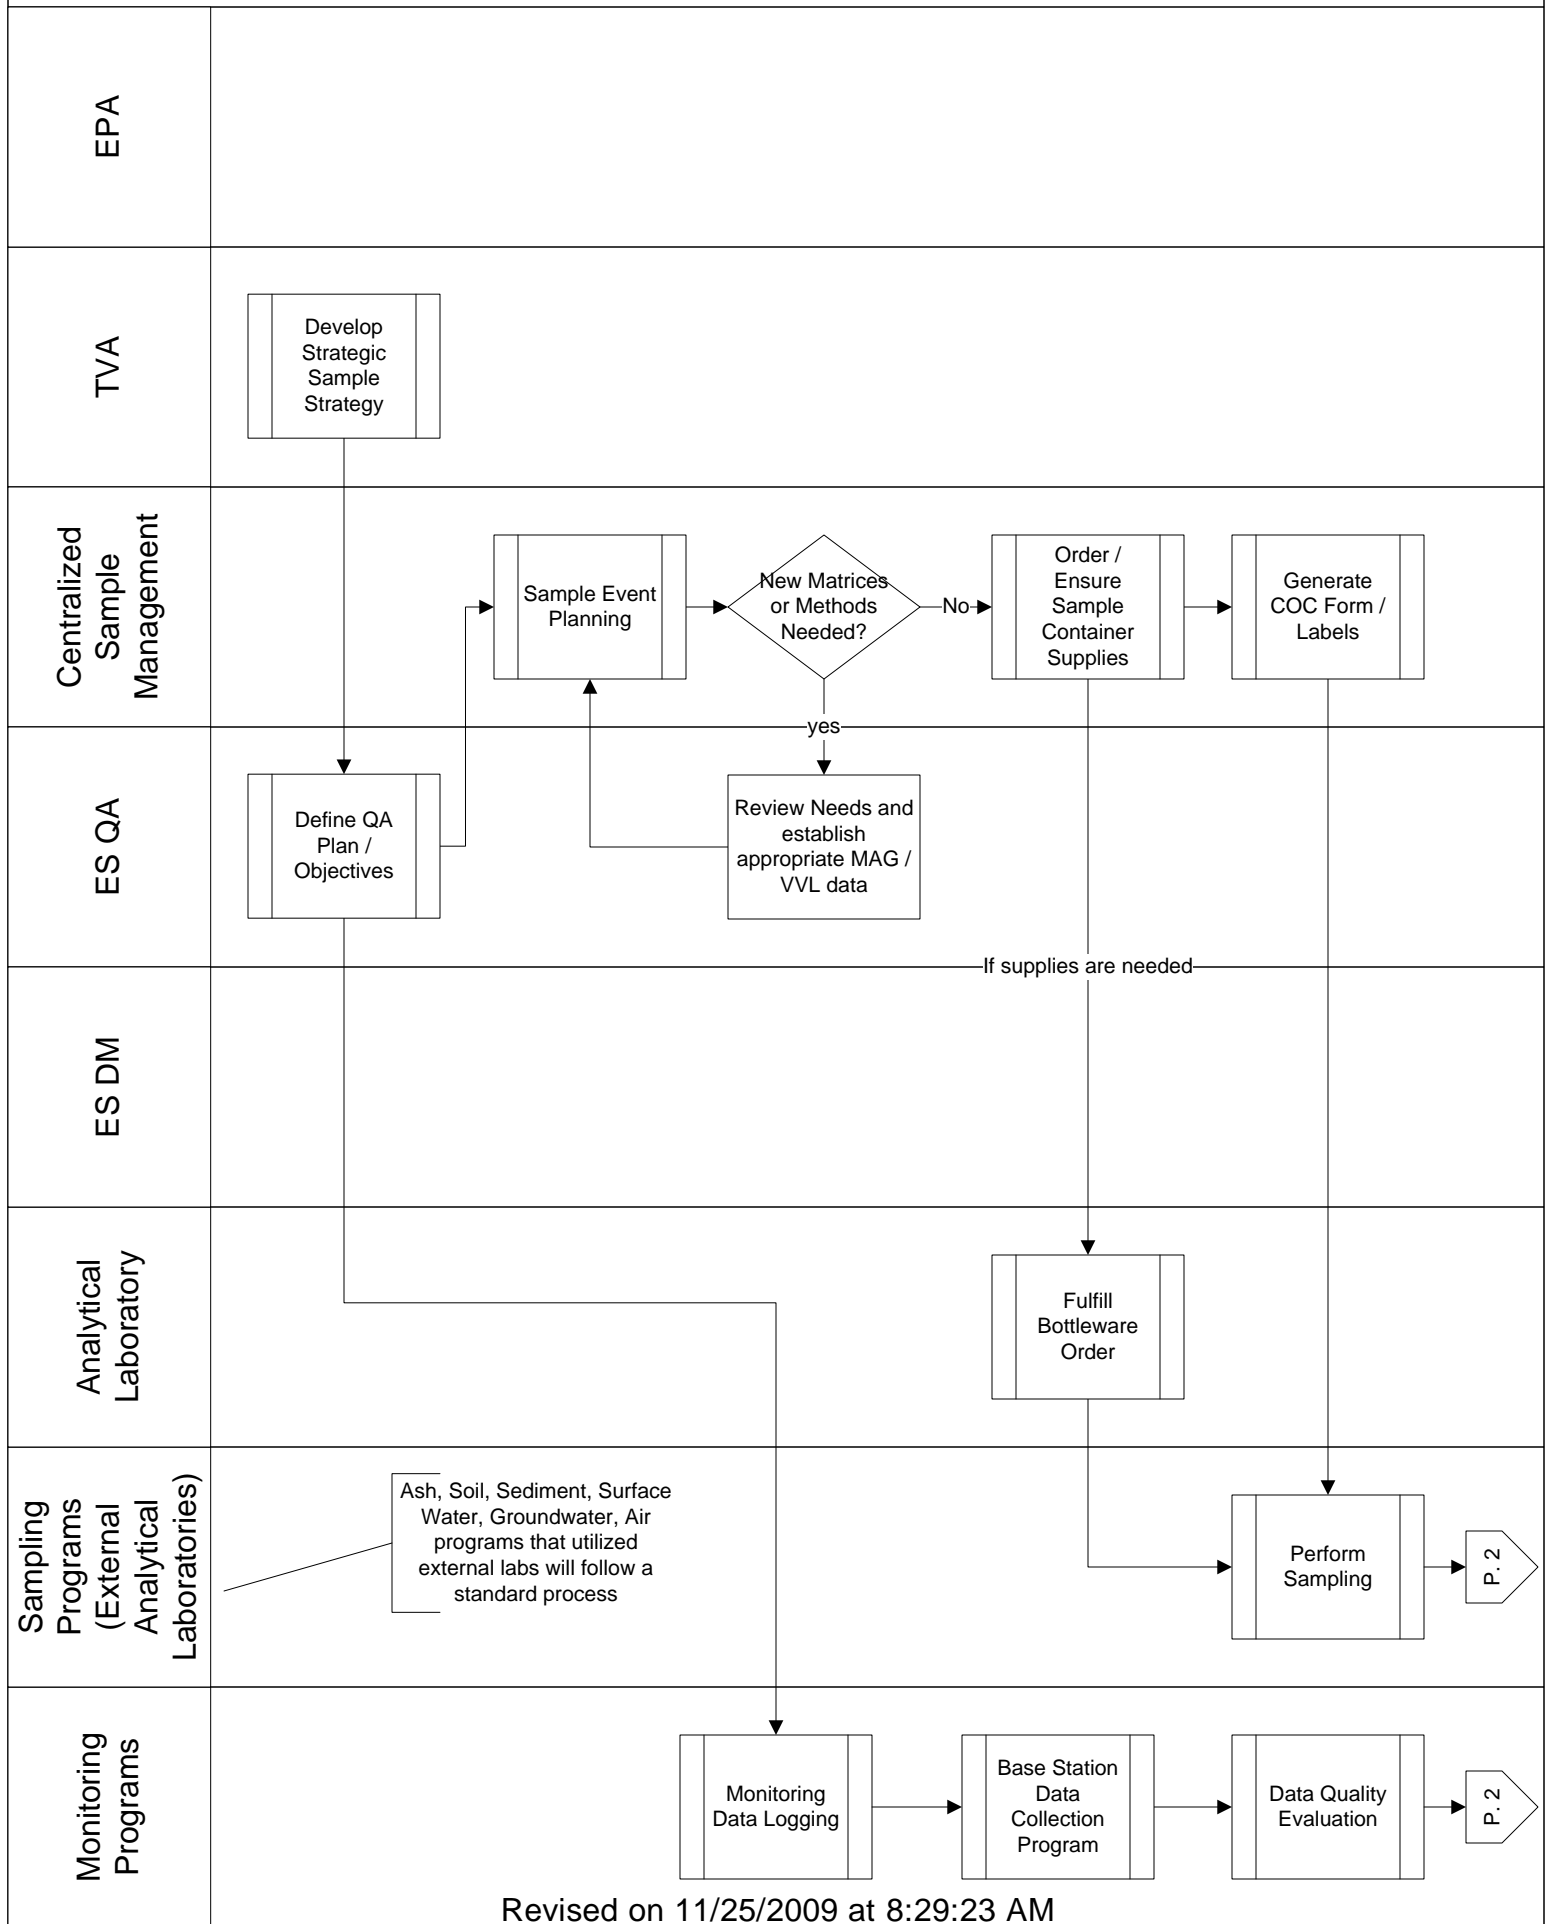 EPA
TVA
Develop
Strategic
Sample
Strategy
Centralized
Sample
Management
Sample Event
Planning
New Matrices
or Methods
Needed?
No
Order /
Ensure
Sample
Container
Supplies
Generate
COC Form /
Labels
yes
ES QA
Define QA
Plan /
Objectives
Review Needs and
establish
appropriate MAG /
VVL data
If supplies are needed
ES DM
Analytical
Laboratory
Fulfill
Bottleware
Order
Sampling
Programs
(External
Analytical
Laboratories)
Ash, Soil, Sediment, Surface
Water, Groundwater, Air
programs that utilized
external labs will follow a
standard process
Perform
Sampling
P. 2
Monitoring
Programs
Monitoring
Data Logging
Base Station
Data
Collection
Program
Data Quality
Evaluation
P. 2
Revised on 11/25/2009 at 8:29:23 AM